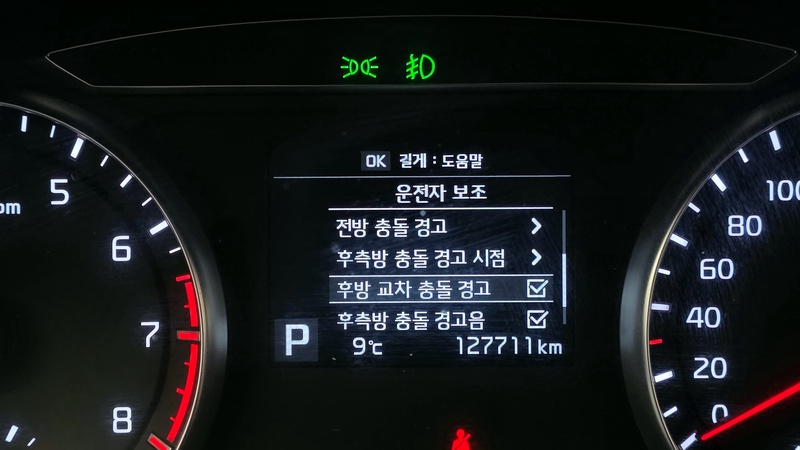 OK 길게 : 도움말
운전자 보조
전방 충돌 경고
후측방 충돌 경고 시점
후방 교차 충돌 경고
후측방 충돌 경고음
P 9℃ 127711km
5
6
7
8
100
80
60
40
20
0